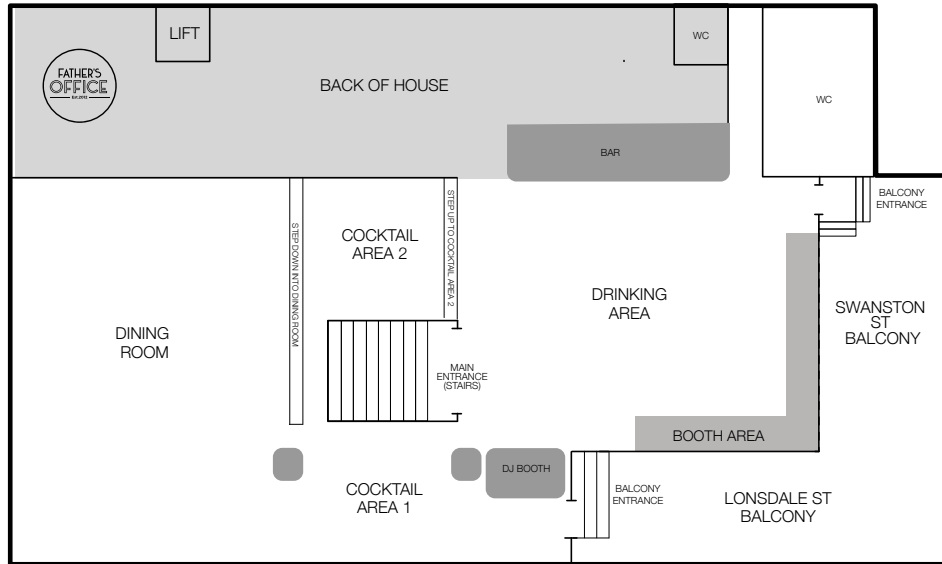 LIFT
WC
FATHER'S
OFFICE
EST.2012
BACK OF HOUSE
WC
BAR
BALCONY
ENTRANCE
STEP DOWN INTO DINING ROOM
COCKTAIL
AREA 2
STEP UP TO COCKTAIL AREA 2
DRINKING
AREA
SWANSTON
ST
BALCONY
DINING
ROOM
MAIN
ENTRANCE
(STAIRS)
BOOTH AREA
DJ BOOTH
COCKTAIL
AREA 1
BALCONY
ENTRANCE
LONSDALE ST
BALCONY